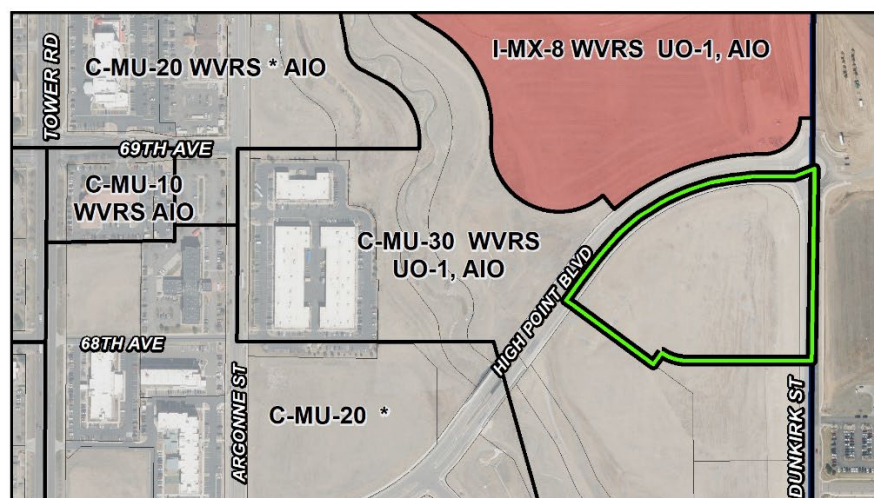 I-MX-8 WVRS UO-1, AIO
C-MU-20 WVRS * AIO
TOWER RD
69TH AVE
C-MU-10
WVRS AIO
C-MU-30 WVRS
UO-1, AIO
HIGH POINT BLVD
68TH AVE
ARGONNE ST
C-MU-20 *
DUNKIRK ST